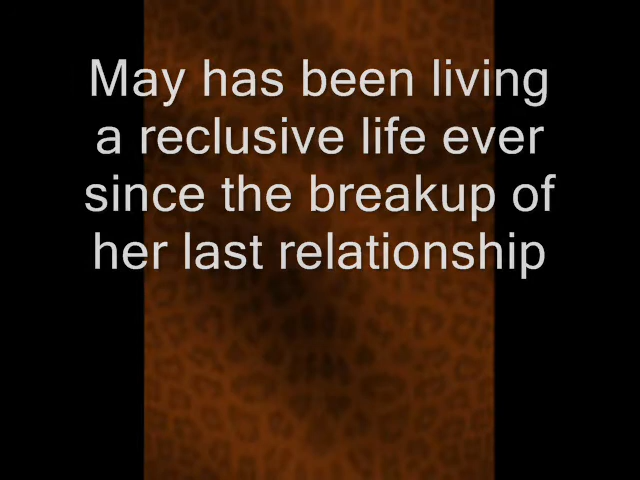 May has been living
a reclusive life ever
since the breakup of
her last relationship